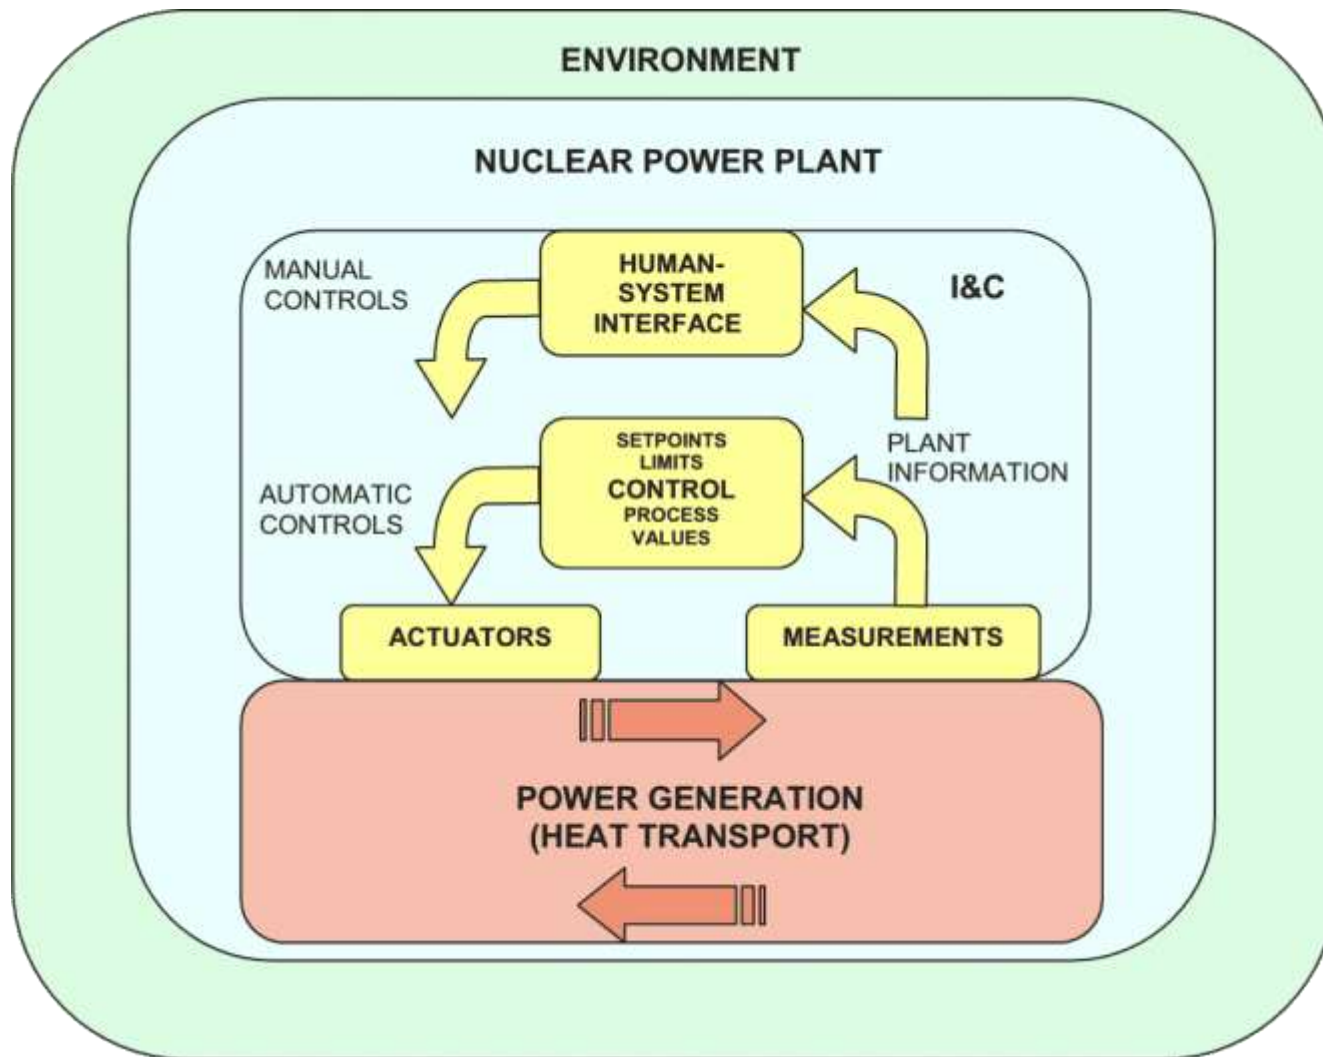 ENVIRONMENT
NUCLEAR POWER PLANT
MANUAL
CONTROLS
HUMAN-
SYSTEM
INTERFACE
I&C
AUTOMATIC
CONTROLS
SETPOINTS
LIMITS
CONTROL
PROCESS
VALUES
PLANT
INFORMATION
ACTUATORS
MEASUREMENTS
POWER GENERATION
(HEAT TRANSPORT)